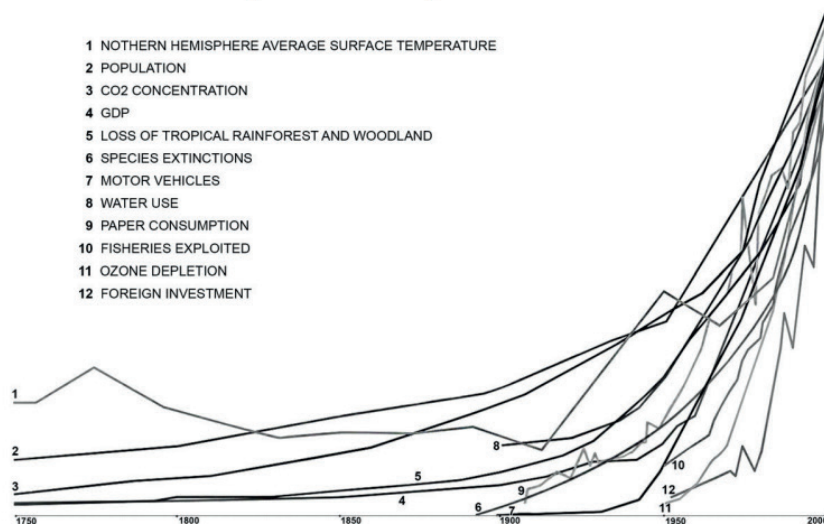 1 NOTHERN HEMISPHERE AVERAGE SURFACE TEMPERATURE
2 POPULATION
3 CO2 CONCENTRATION
4 GDP
5 LOSS OF TROPICAL RAINFOREST AND WOODLAND
6 SPECIES EXTINCTIONS
7 MOTOR VEHICLES
8 WATER USE
9 PAPER CONSUMPTION
10 FISHERIES EXPLOITED
11 OZONE DEPLETION
12 FOREIGN INVESTMENT
1
2
8
10
5
3
9
12
4
6
7
11
1750 1800 1850 1900 1950 2000